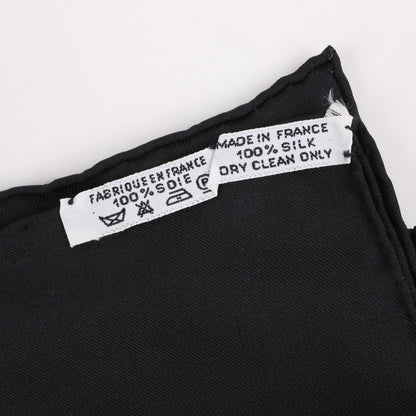 FABRIQUE EN FRANCE
100% SOIE
P
MADE IN FRANCE
100% SILK
DRY CLEAN ONLY